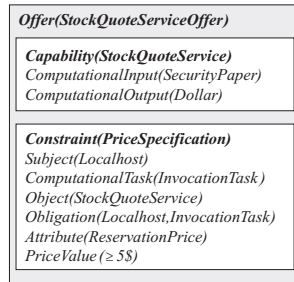 Offer(StockQuoteServiceOffer)
Capability(StockQuoteService)
ComputationalInput(SecurityPaper)
ComputationalOutput(Dollar)
Constraint(PriceSpecification)
Subject(Localhost)
ComputationalTask(InvocationTask)
Object(StockQuoteService)
Obligation(Localhost,InvocationTask)
Attribute(ReservationPrice)
PriceValue (≥ 5$)